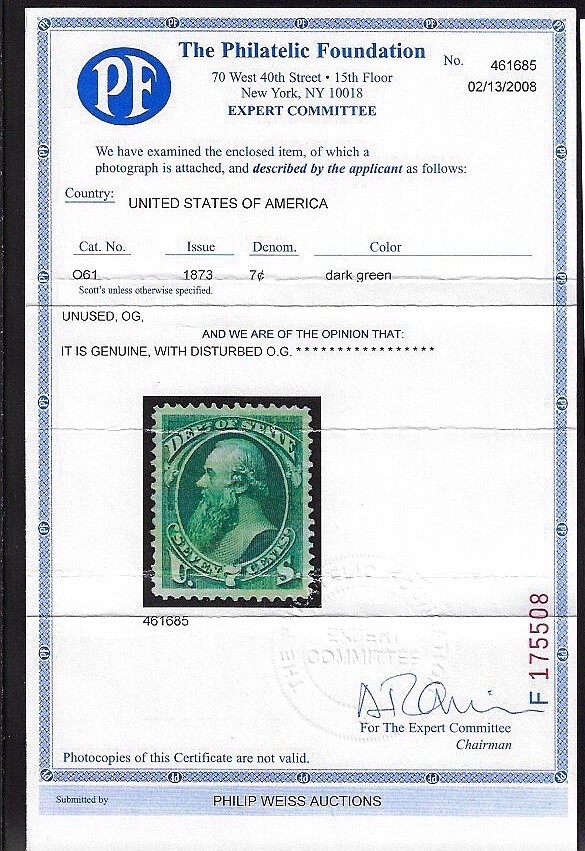 PF
The Philatelic Foundation
No. 461685
70 West 40th Street • 15th Floor
02/13/2008
New York, NY 10018
EXPERT COMMITTEE
We have examined the enclosed item, of which a
photograph is attached, and described by the applicant as follows:
Country: UNITED STATES OF AMERICA
Cat. No. Issue Denom. Color
O61 1873 7¢ dark green
Scott's unless otherwise specified.
UNUSED, OG,
AND WE ARE OF THE OPINION THAT:
IT IS GENUINE, WITH DISTURBED O.G. * * * * * * * * * * * * * * * * *
DEPT. OF STATE
SEVEN CENTS
U. 7 S
461685
EXPERT
COMMITTEE
F 175508
For The Expert Committee
Chairman
Photocopies of this Certificate are not valid.
Submitted by PHILIP WEISS AUCTIONS